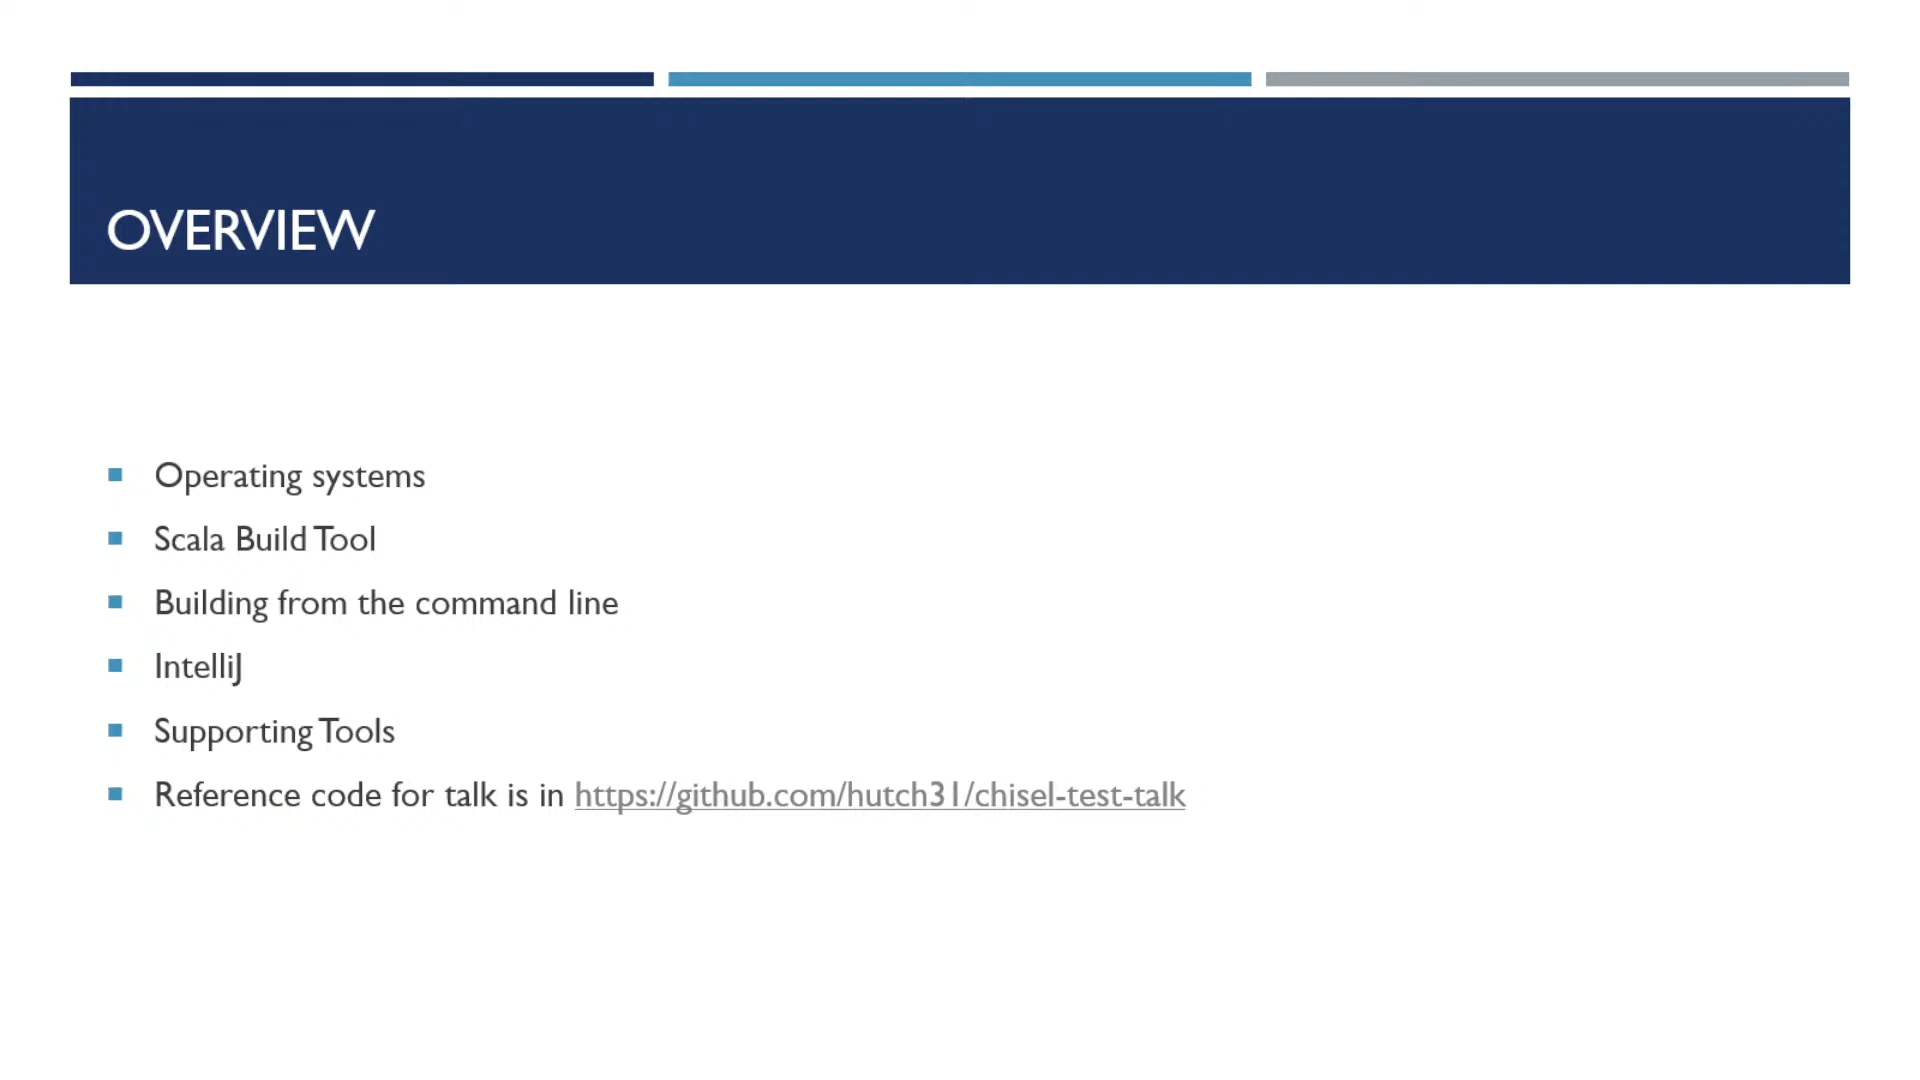 OVERVIEW
Operating systems
Scala Build Tool
Building from the command line
IntelliJ
Supporting Tools
Reference code for talk is in https://github.com/hutch31/chisel-test-talk